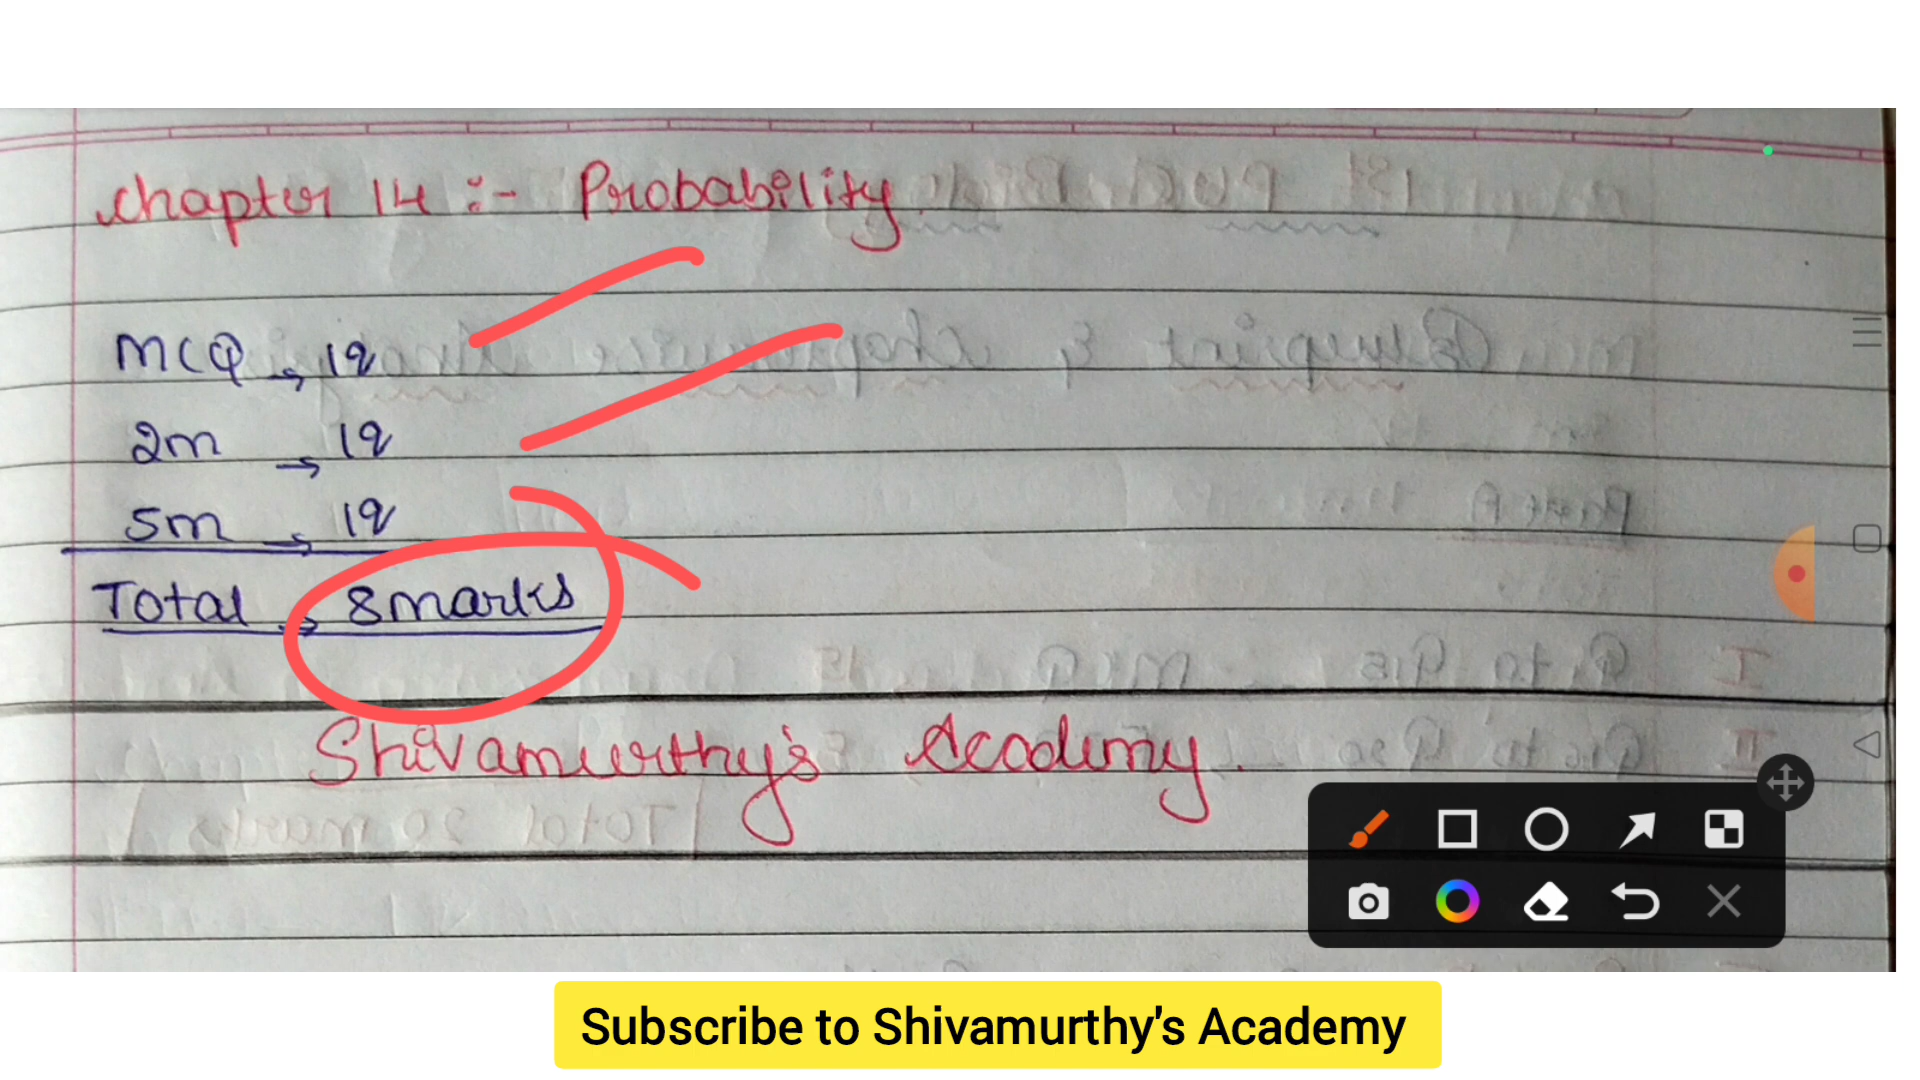 Chapter 14 :- Probability
MCQ → 1q
2m → 1q
5m → 1q
Total → 8marks
Shivamurthy's Academy.
Subscribe to Shivamurthy's Academy